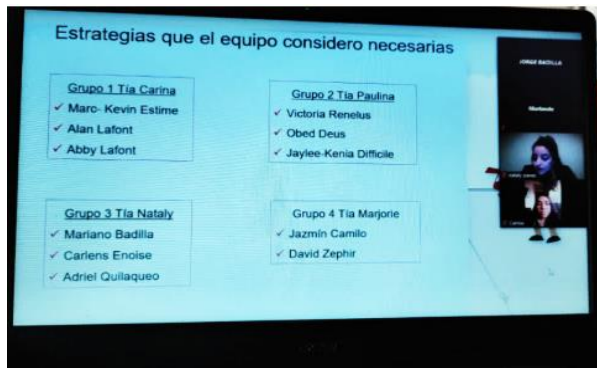 Estrategias que el equipo considero necesarias
JORGE BADILLA
Grupo 1 Tía Carina
Marc- Kevin Estime
Alan Lafont
Abby Lafont
Grupo 2 Tía Paulina
Victoria Renelus
Obed Deus
Jaylee-Kenia Difficile
Grupo 3 Tía Nataly
Mariano Badilla
Carlens Enoise
Adriel Quilaqueo
Grupo 4 Tía Marjorie
Jazmín Camilo
David Zephir